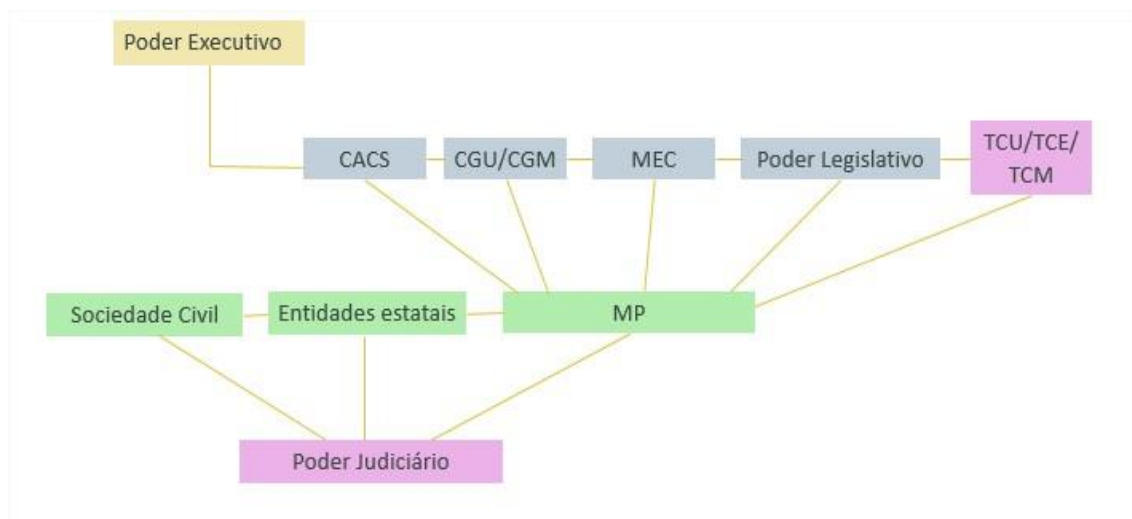 Poder Executivo
CACS
CGU/CGM
MEC
Poder Legislativo
TCU/TCE/
TCM
Sociedade Civil
Entidades estatais
MP
Poder Judiciário